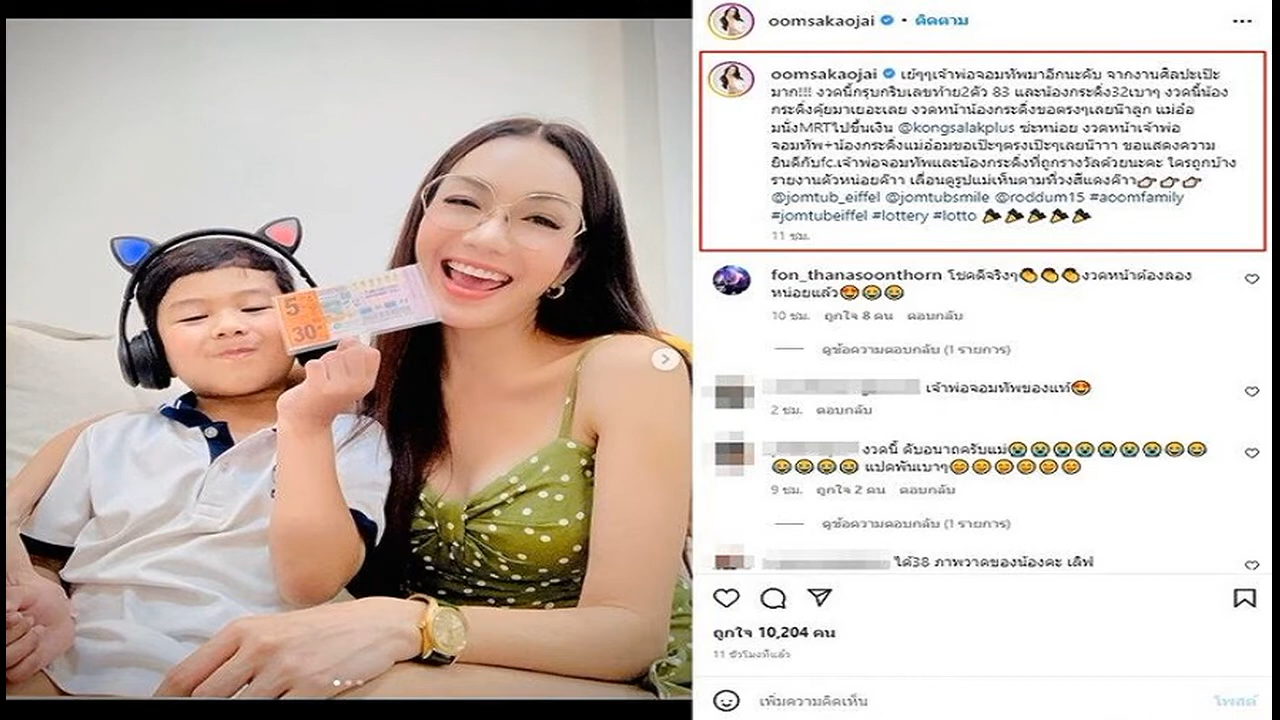 oomsakaojai • ติดตาม
oomsakaojai เย้ๆๆเจ้าพ่อจอมทัพมาอีกนะคับ จากงานศิลปะเป๊ะ
มาก!!! งวดนี้กรุบกริบเลขท้าย2ตัว 83 และน้องกระดิ่ง32เบาๆ งวดนี้น้อง
กระดิ่งคุ้ยมาเยอะเลย งวดหน้าน้องกระดิ่งขอตรงๆเลยน๊าลูก แม่อ๋อ
มนั่งMRTไปขึ้นเงิน @kongsalakplus ซะหน่อย งวดหน้าเจ้าพ่อ
จอมทัพ+น้องกระดิ่งแม่อ๋อมขอเป๊ะๆตรงเป๊ะๆเลยน๊าาา ขอแสดงความ
ยินดีกับfc.เจ้าพ่อจอมทัพและน้องกระดิ่งที่ถูกรางวัลด้วยนะคะ ใครถูกบ้าง
รายงานตัวหน่อยค๊าา เลื่อนดูรูปแม่เห็นตามที่วงสีแดงค๊าา👉👉👉
@jomtub_eiffel @jomtubsmile @roddum15 #aoomfamily
#jomtubeiffel #lottery #lotto
11 ชม.
fon_thanasoonthorn โชคดีจริงๆ👏👏👏งวดหน้าต้องลอง
หน่อยแล้ว😍😂😂
10 ชม. ถูกใจ 8 คน ตอบกลับ
ดูข้อความตอบกลับ (1 รายการ)
เจ้าพ่อจอมทัพของแท้😍
2 ชม. ตอบกลับ
งวดนี้ ดับอนาถครับแม่😭😭😭😭😭😭😭😂😂
😂😂😂😂 แปดพันเบาๆ
9 ชม. ถูกใจ 2 คน ตอบกลับ
ดูข้อความตอบกลับ (1 รายการ)
ได้38 ภาพวาดของน้องคะ เลิฟ
ถูกใจ 10,204 คน
11 ชั่วโมงที่แล้ว
เพิ่มความคิดเห็น
โพสต์
5
30